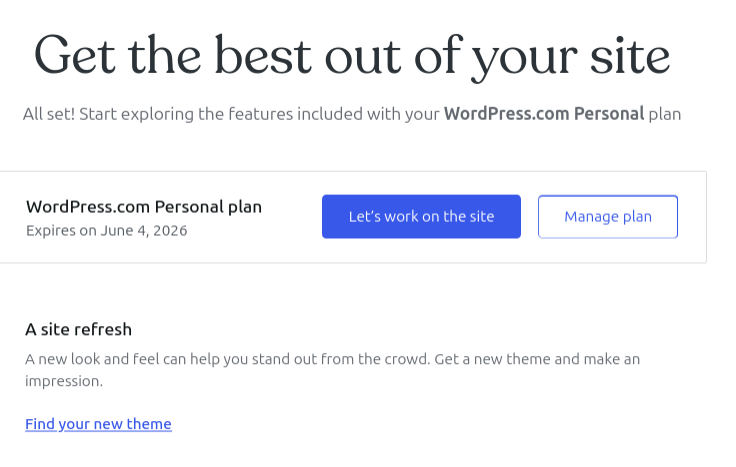 Get the best out of your site
All set! Start exploring the features included with your WordPress.com Personal plan
WordPress.com Personal plan
Expires on June 4, 2026
Let’s work on the site
Manage plan
A site refresh
A new look and feel can help you stand out from the crowd. Get a new theme and make an
impression.
Find your new theme